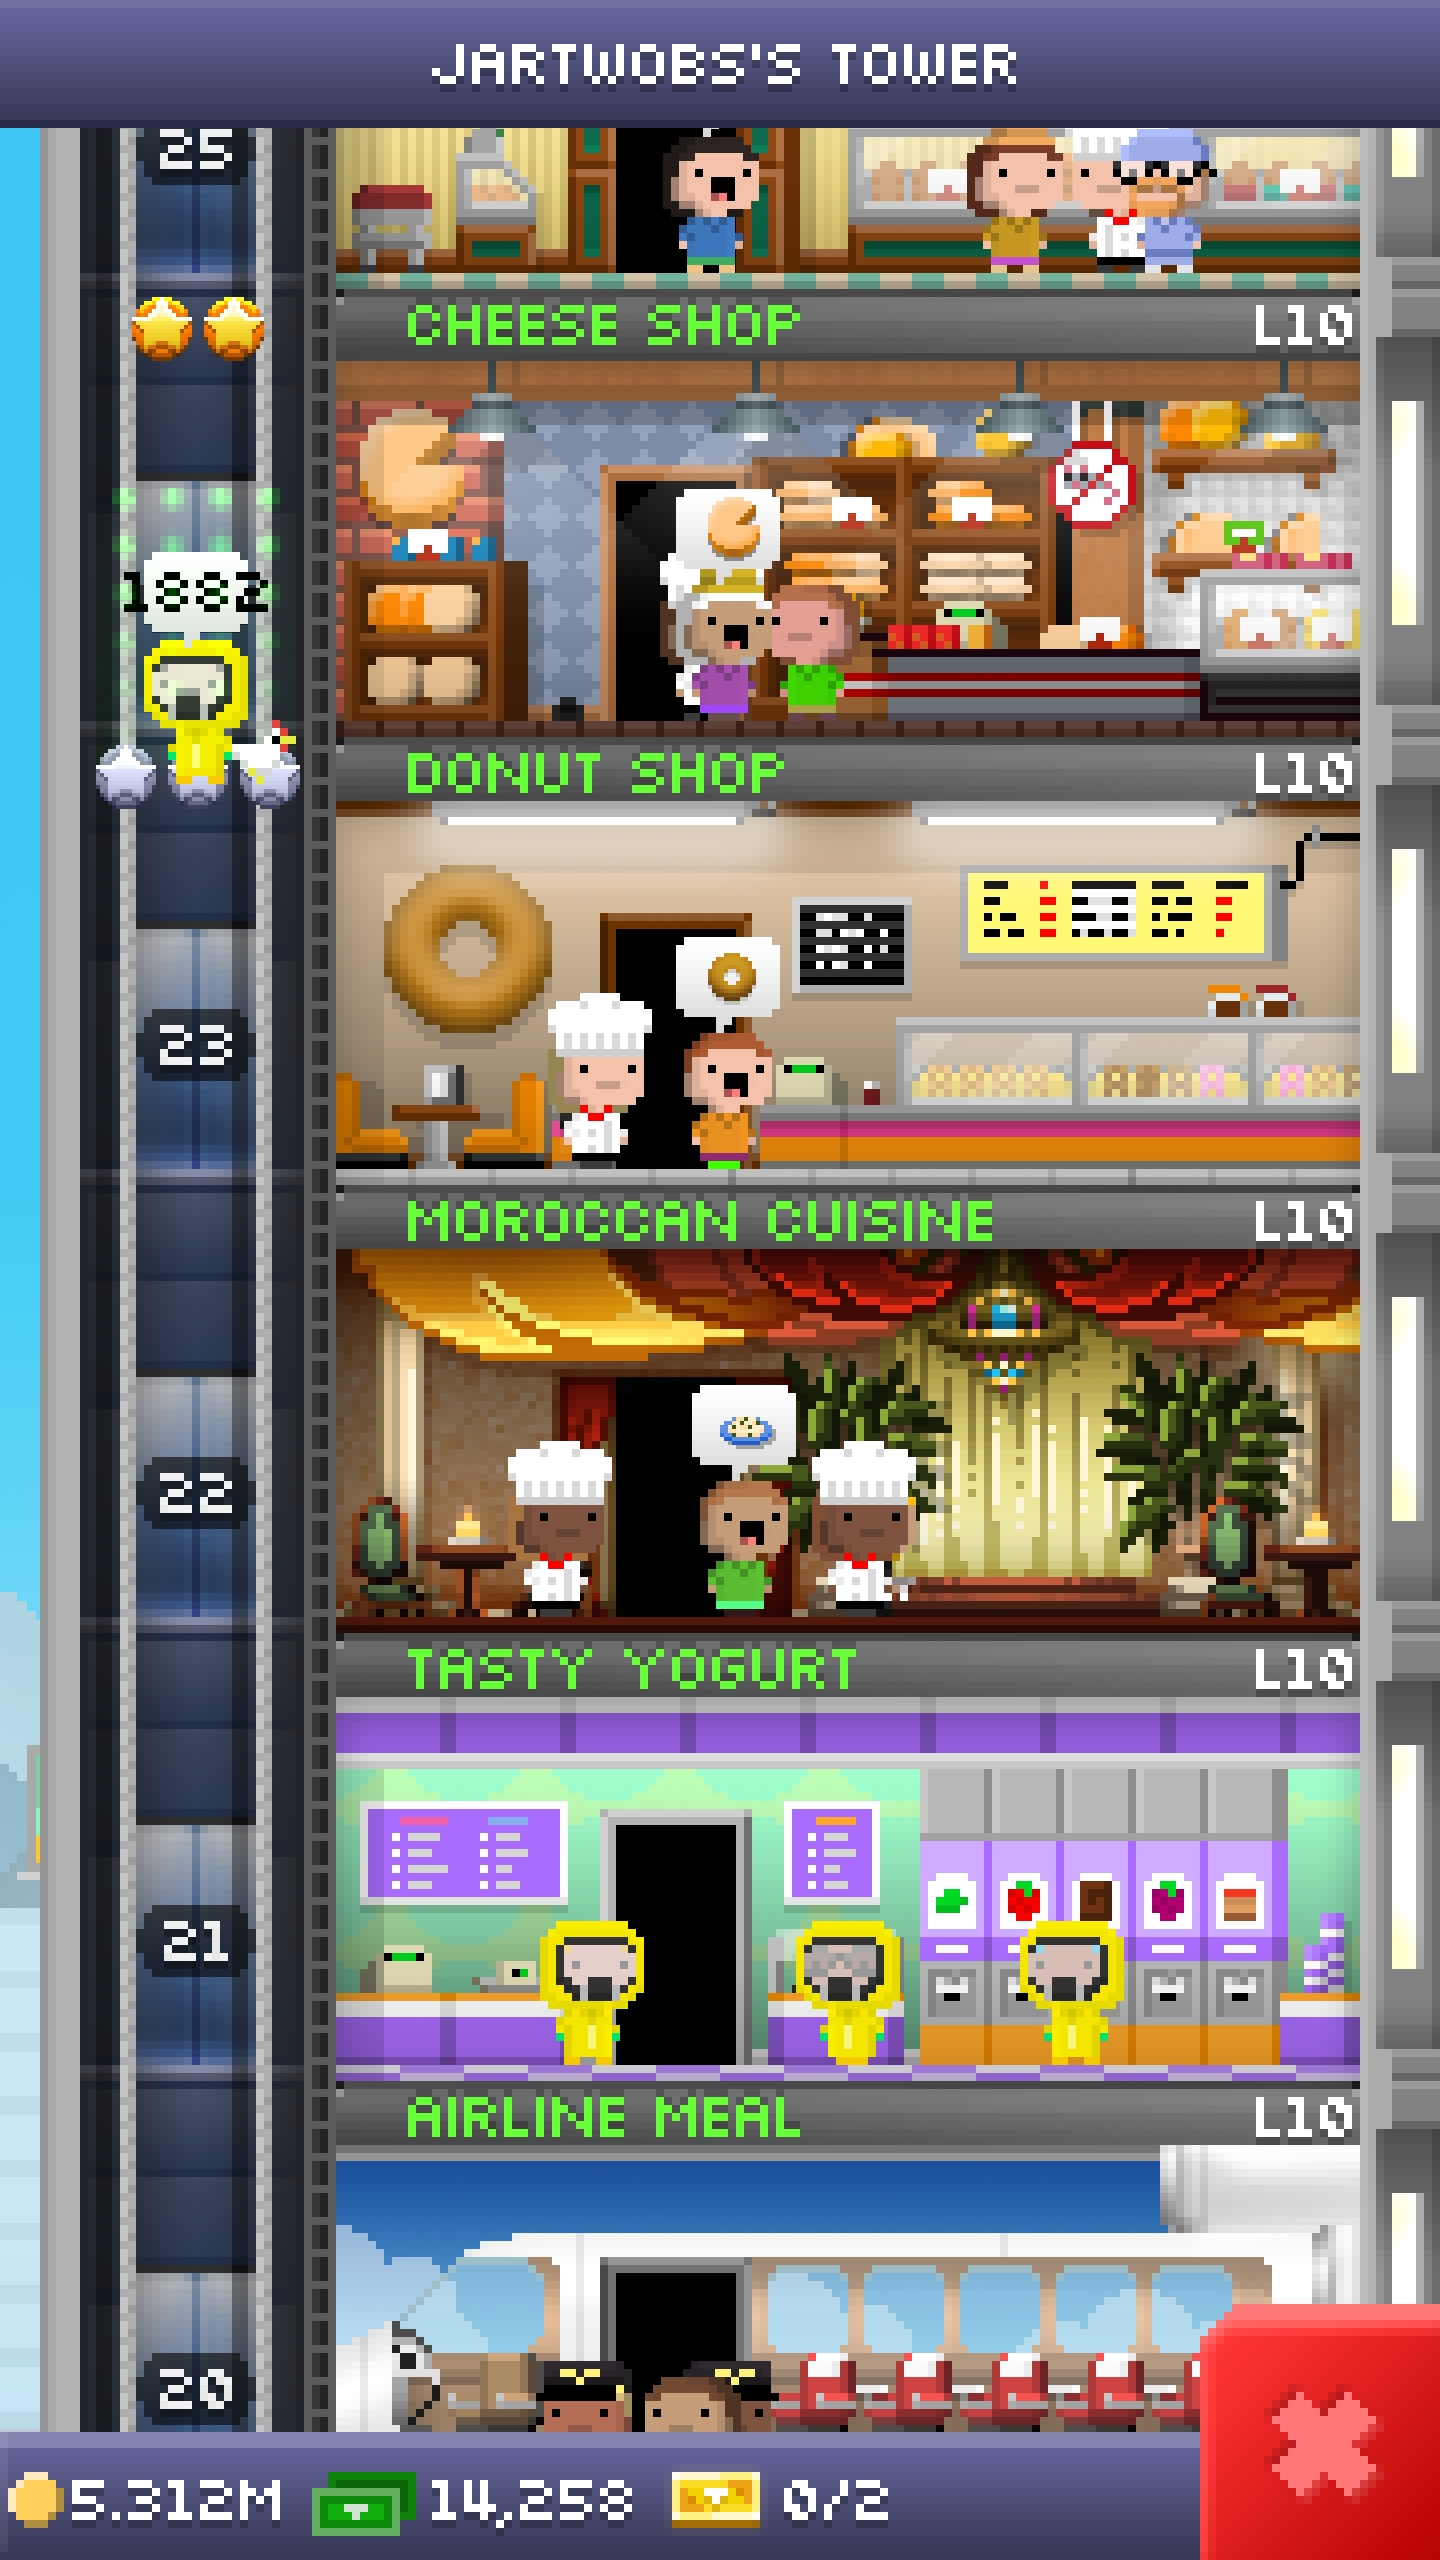 JARTWOBS'S TOWER
25
CHEESE SHOP L10
1882
DONUT SHOP L10
23
MOROCCAN CUISINE L10
22
TASTY YOGURT L10
21
AIRLINE MEAL L10
20
5.312M 14,258 0/2